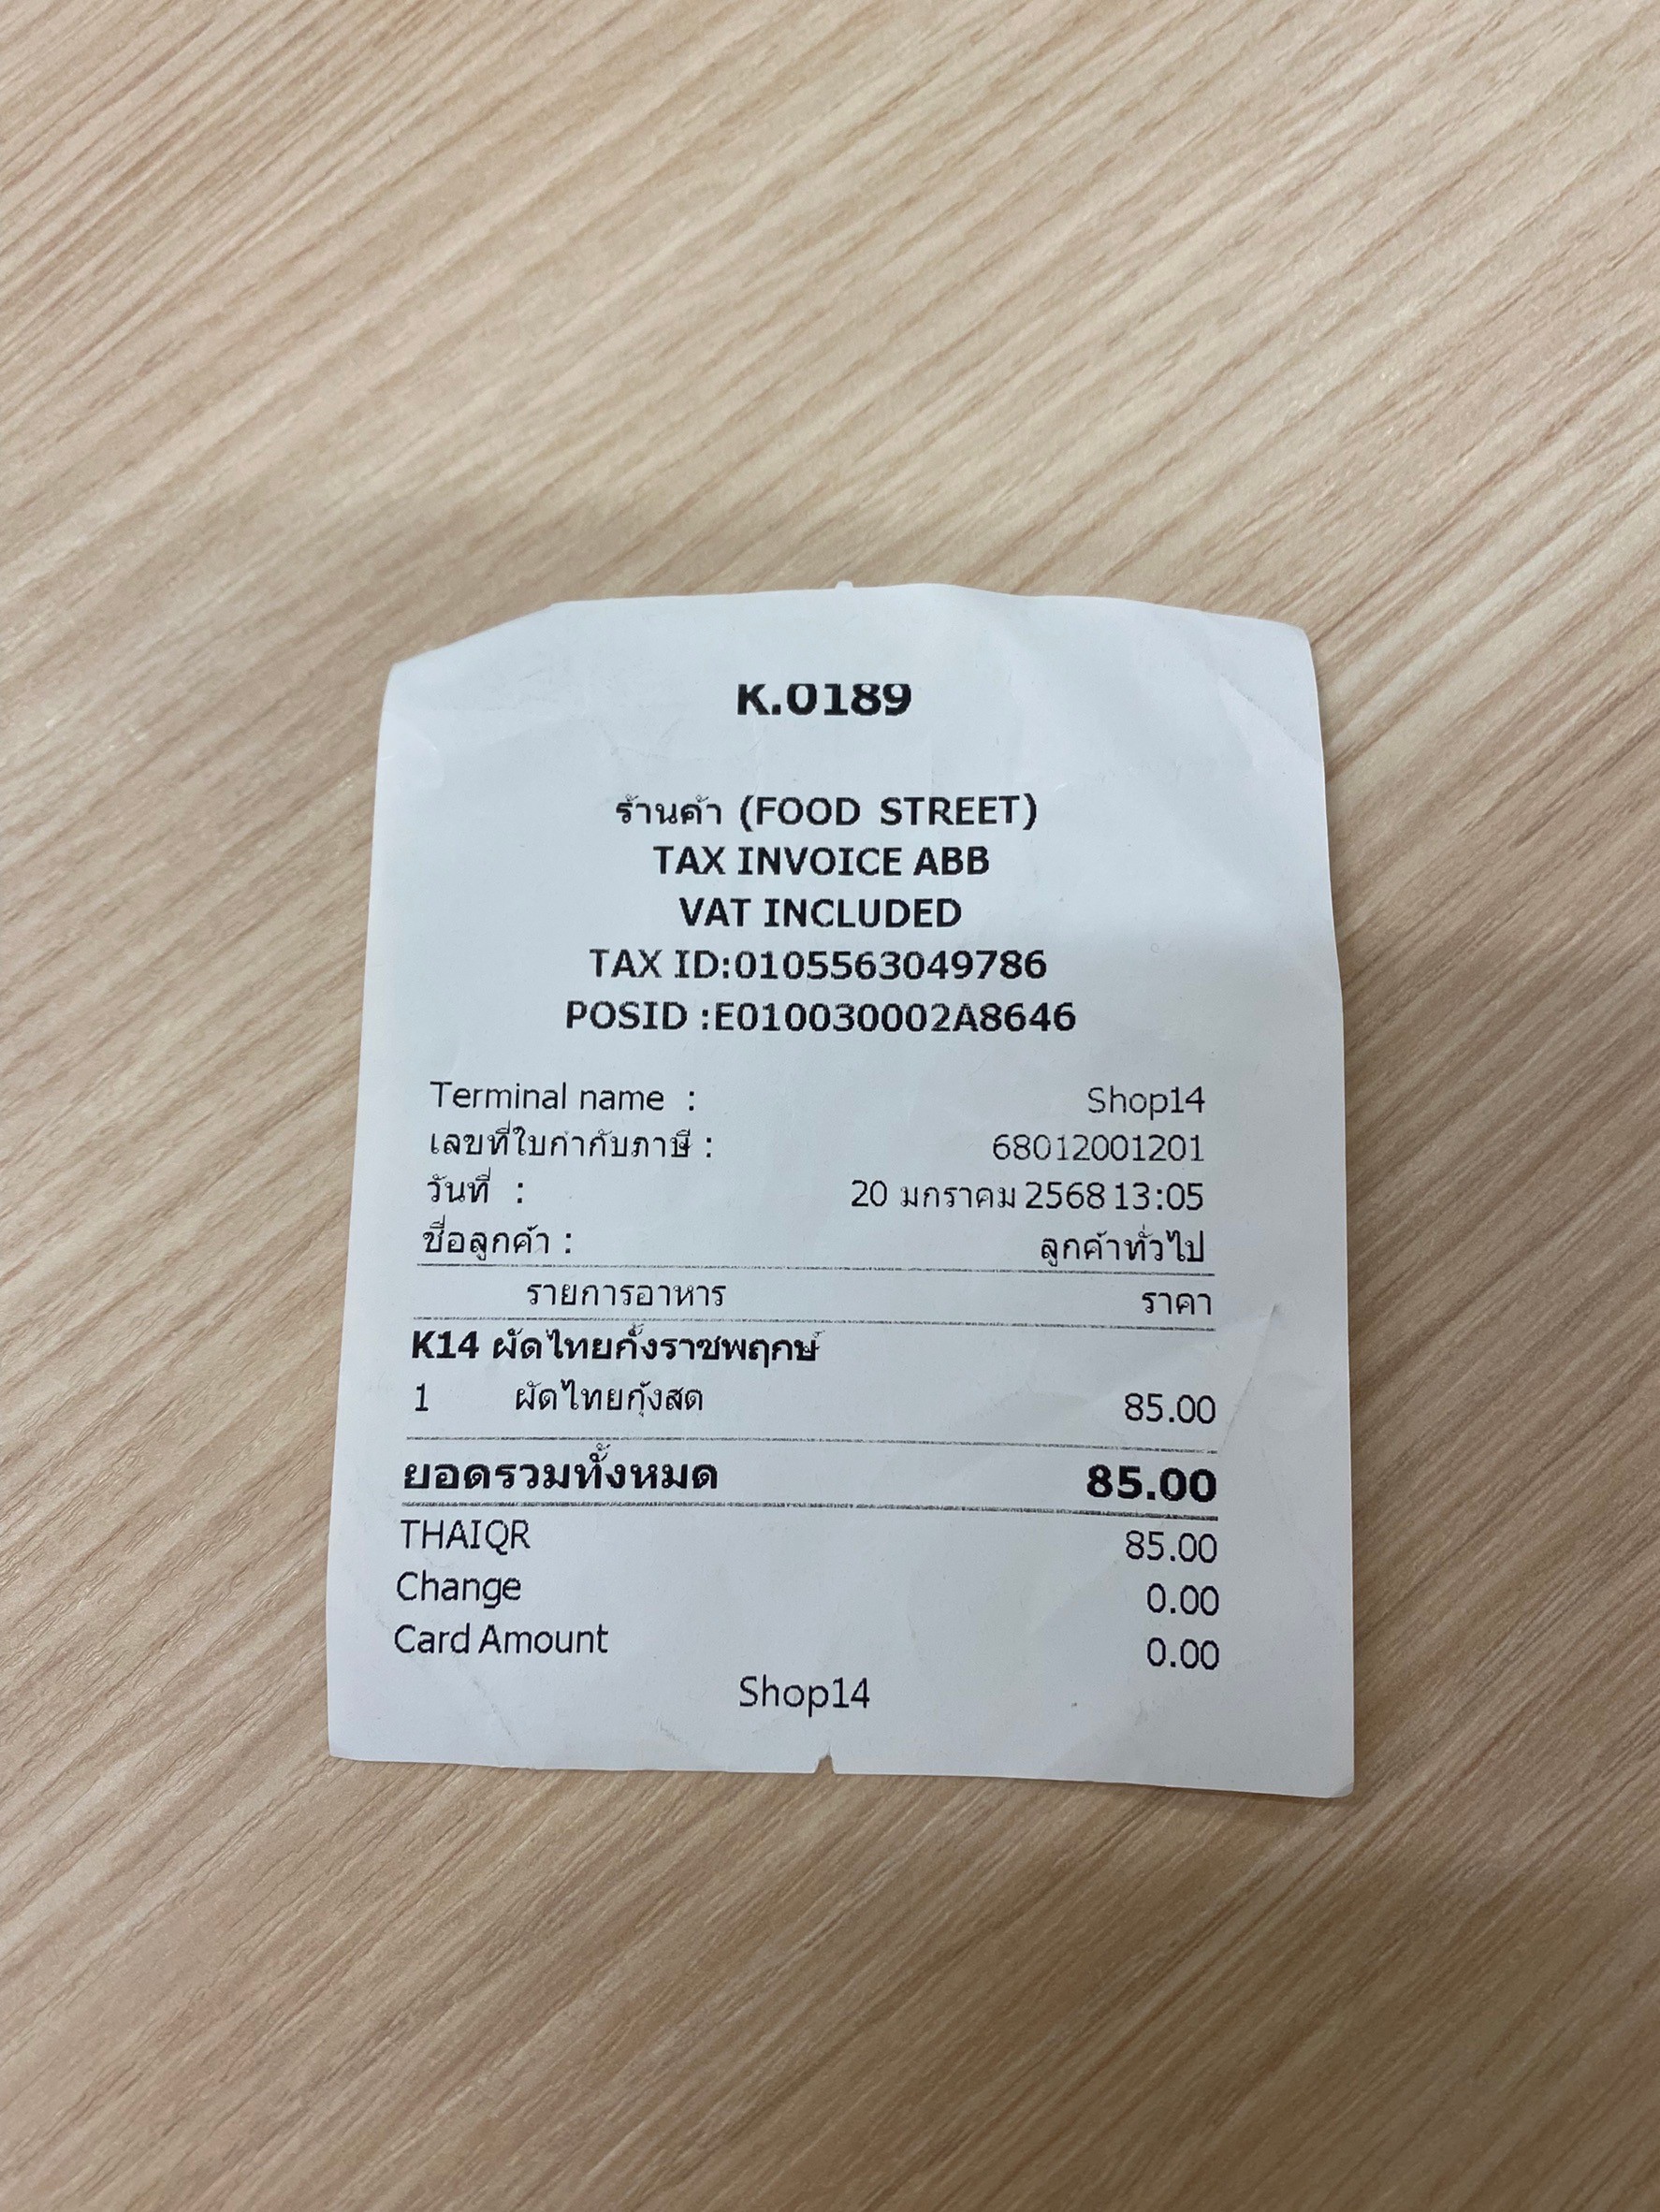 K.0189
ร้านค้า (FOOD STREET)
TAX INVOICE ABB
VAT INCLUDED
TAX ID:0105563049786
POSID :E010030002A8646
Terminal name : Shop14
เลขที่ใบกำกับภาษี : 68012001201
วันที่ : 20 มกราคม 2568 13:05
ชื่อลูกค้า : ลูกค้าทั่วไป
รายการอาหาร ราคา
K14 ผัดไทยกั้งราชพฤกษ์
1 ผัดไทยกุ้งสด 85.00
ยอดรวมทั้งหมด 85.00
THAIQR 85.00
Change 0.00
Card Amount 0.00
Shop14